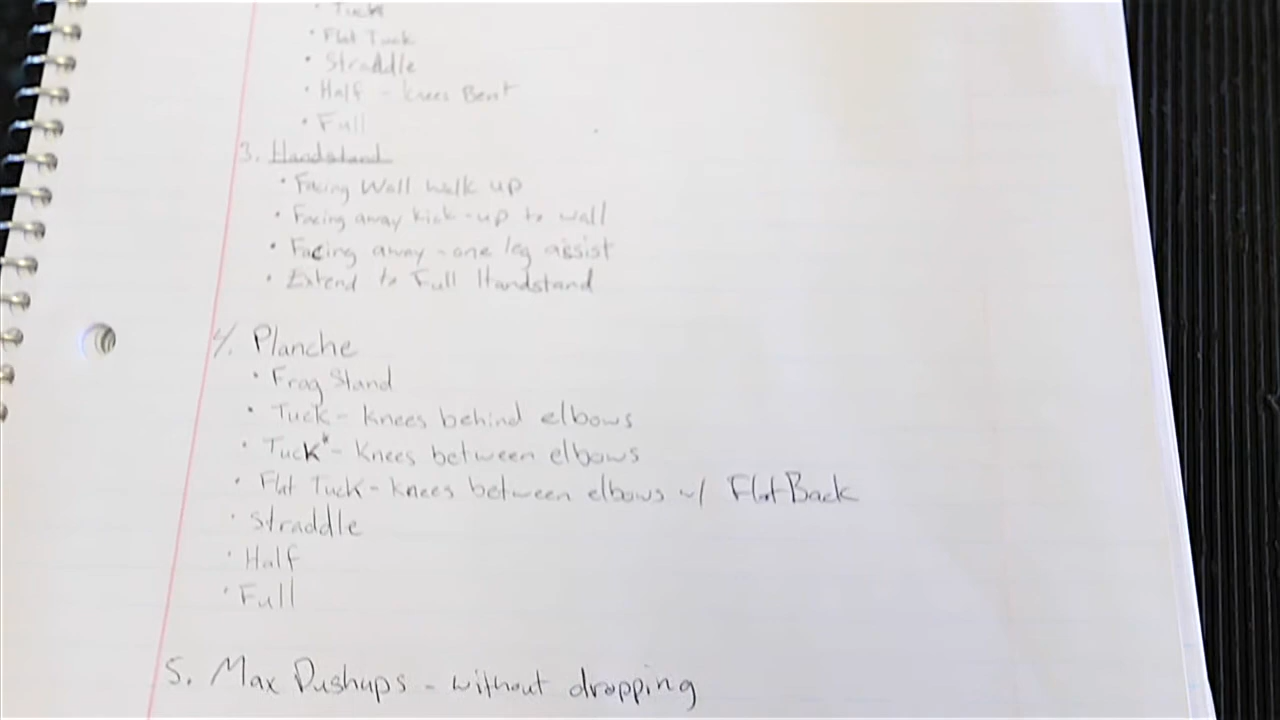 • Tuck
• Flat Tuck
• Straddle
• Half - Knees Bent
• Full
3. Handstand
• Facing Wall walk up
• Facing away kick-up to wall
• Facing away - one leg assist
• Extend to Full Handstand
4. Planche
• Frog Stand
• Tuck - Knees behind elbows
• Tuck* - Knees between elbows
• Flat Tuck - knees between elbows w/ Flat Back
• Straddle
• Half
• Full
5. Max Pushups - without dropping